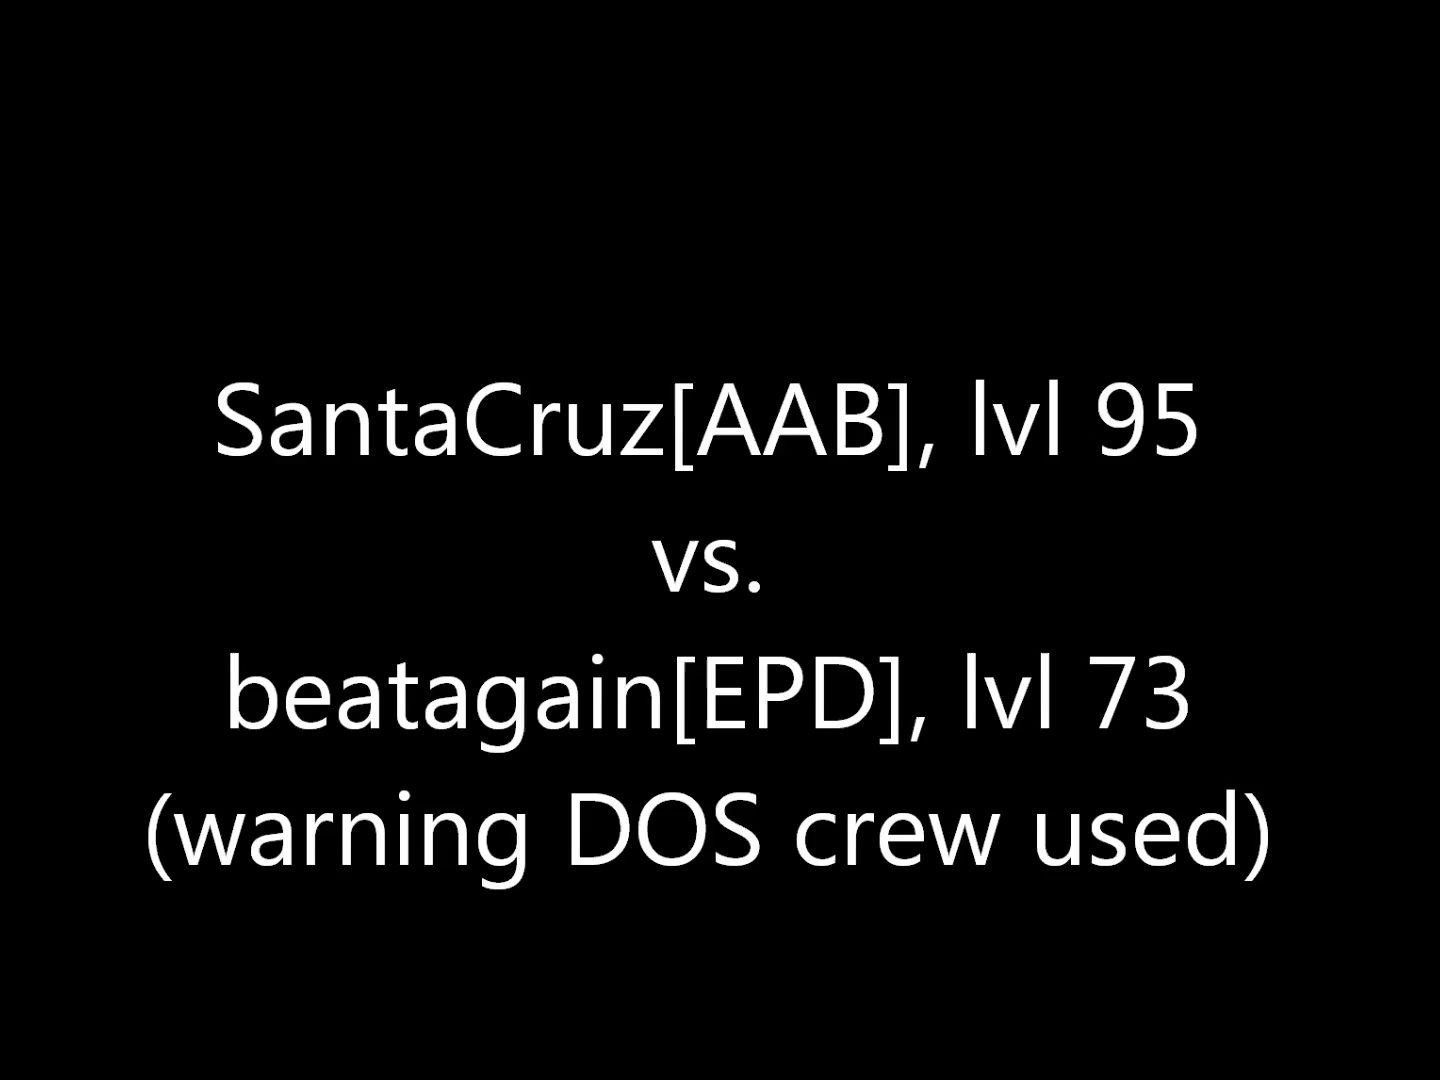 SantaCruz[AAB], lvl 95
vs.
beatagain[EPD], lvl 73
(warning DOS crew used)